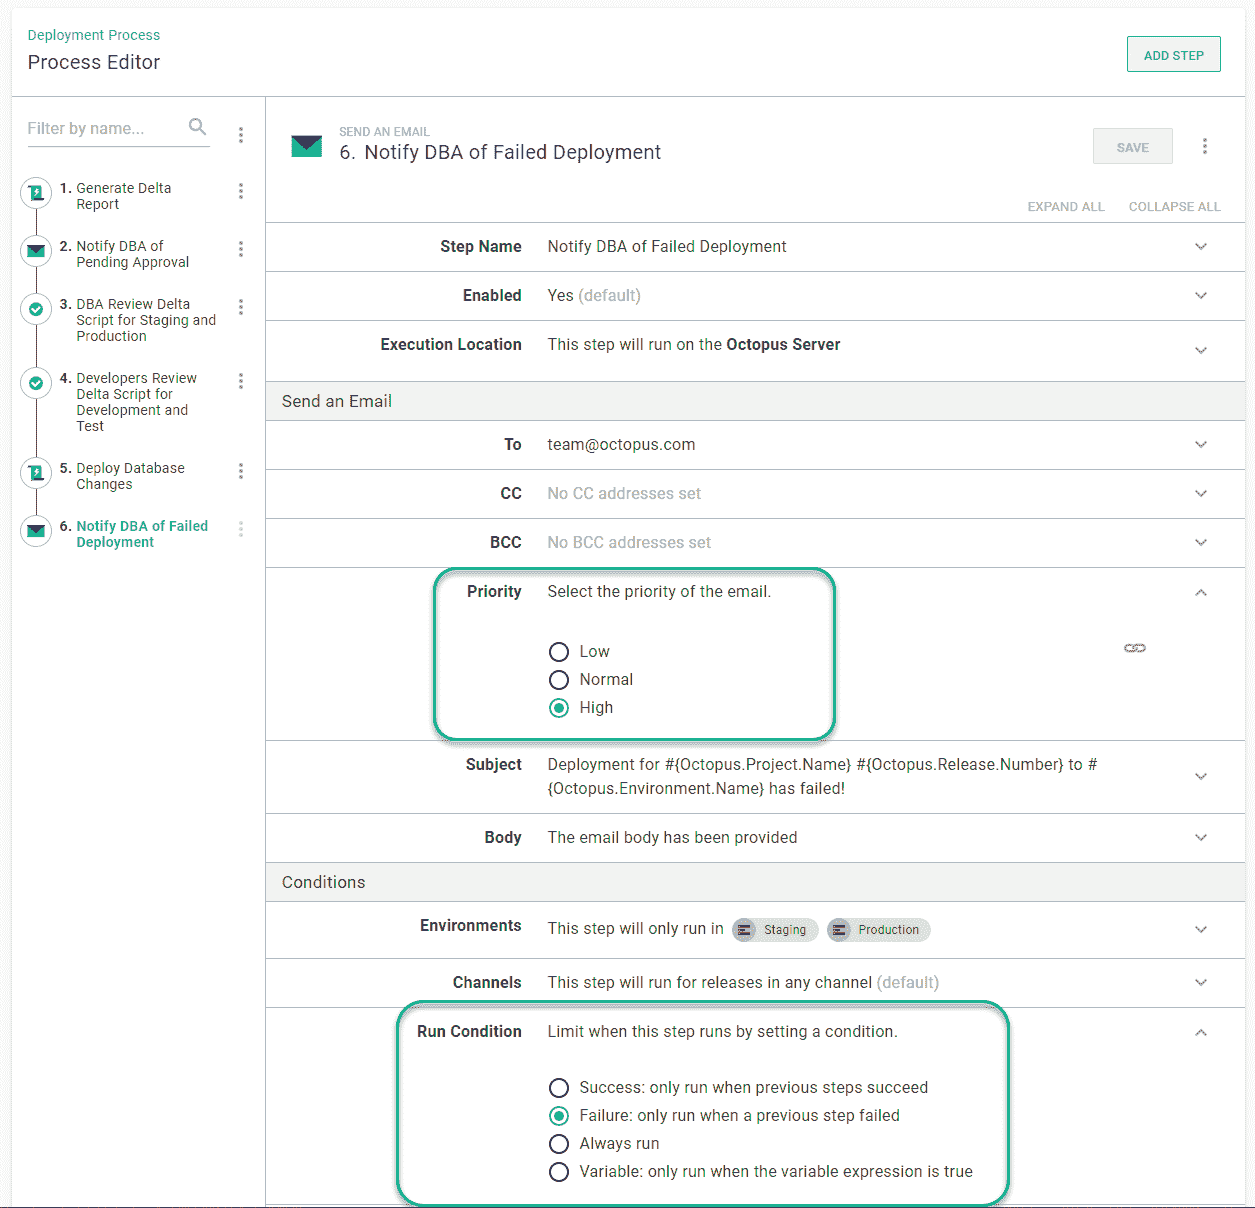 Deployment Process
Process Editor
ADD STEP
Filter by name...
1. Generate Delta
Report
2. Notify DBA of
Pending Approval
3. DBA Review Delta
Script for Staging and
Production
4. Developers Review
Delta Script for
Development and
Test
5. Deploy Database
Changes
6. Notify DBA of Failed
Deployment
SEND AN EMAIL
6. Notify DBA of Failed Deployment
SAVE
EXPAND ALL COLLAPSE ALL
Step Name Notify DBA of Failed Deployment
Enabled Yes (default)
Execution Location This step will run on the Octopus Server
Send an Email
To team@octopus.com
CC No CC addresses set
BCC No BCC addresses set
Priority Select the priority of the email.
Low
Normal
High
Subject Deployment for #{Octopus.Project.Name} #{Octopus.Release.Number} to #
{Octopus.Environment.Name} has failed!
Body The email body has been provided
Conditions
Environments This step will only run in Staging Production
Channels This step will run for releases in any channel (default)
Run Condition Limit when this step runs by setting a condition.
Success: only run when previous steps succeed
Failure: only run when a previous step failed
Always run
Variable: only run when the variable expression is true